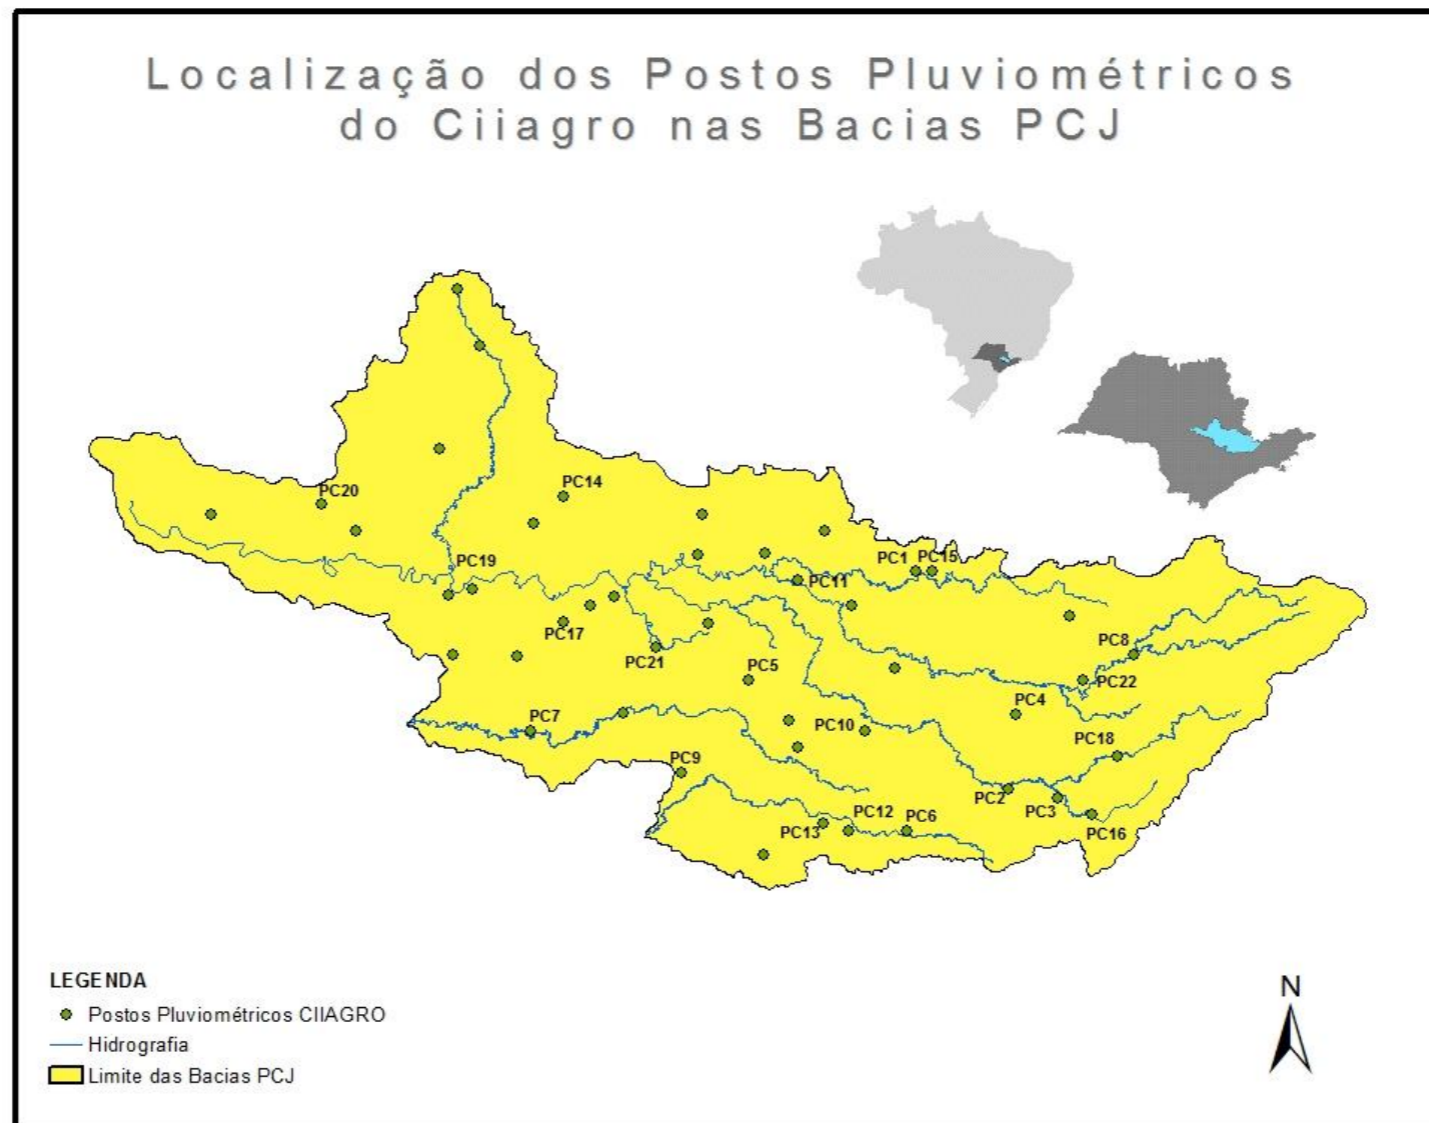 Localização dos Postos Pluviométricos
do Ciiagro nas Bacias PCJ
PC20
PC14
PC19
PC1
PC15
PC11
PC17
PC21
PC8
PC5
PC22
PC4
PC7
PC10
PC18
PC9
PC2
PC3
PC12
PC6
PC13
PC16
LEGENDA
Postos Pluviométricos CIIAGRO
Hidrografia
Limite das Bacias PCJ
N